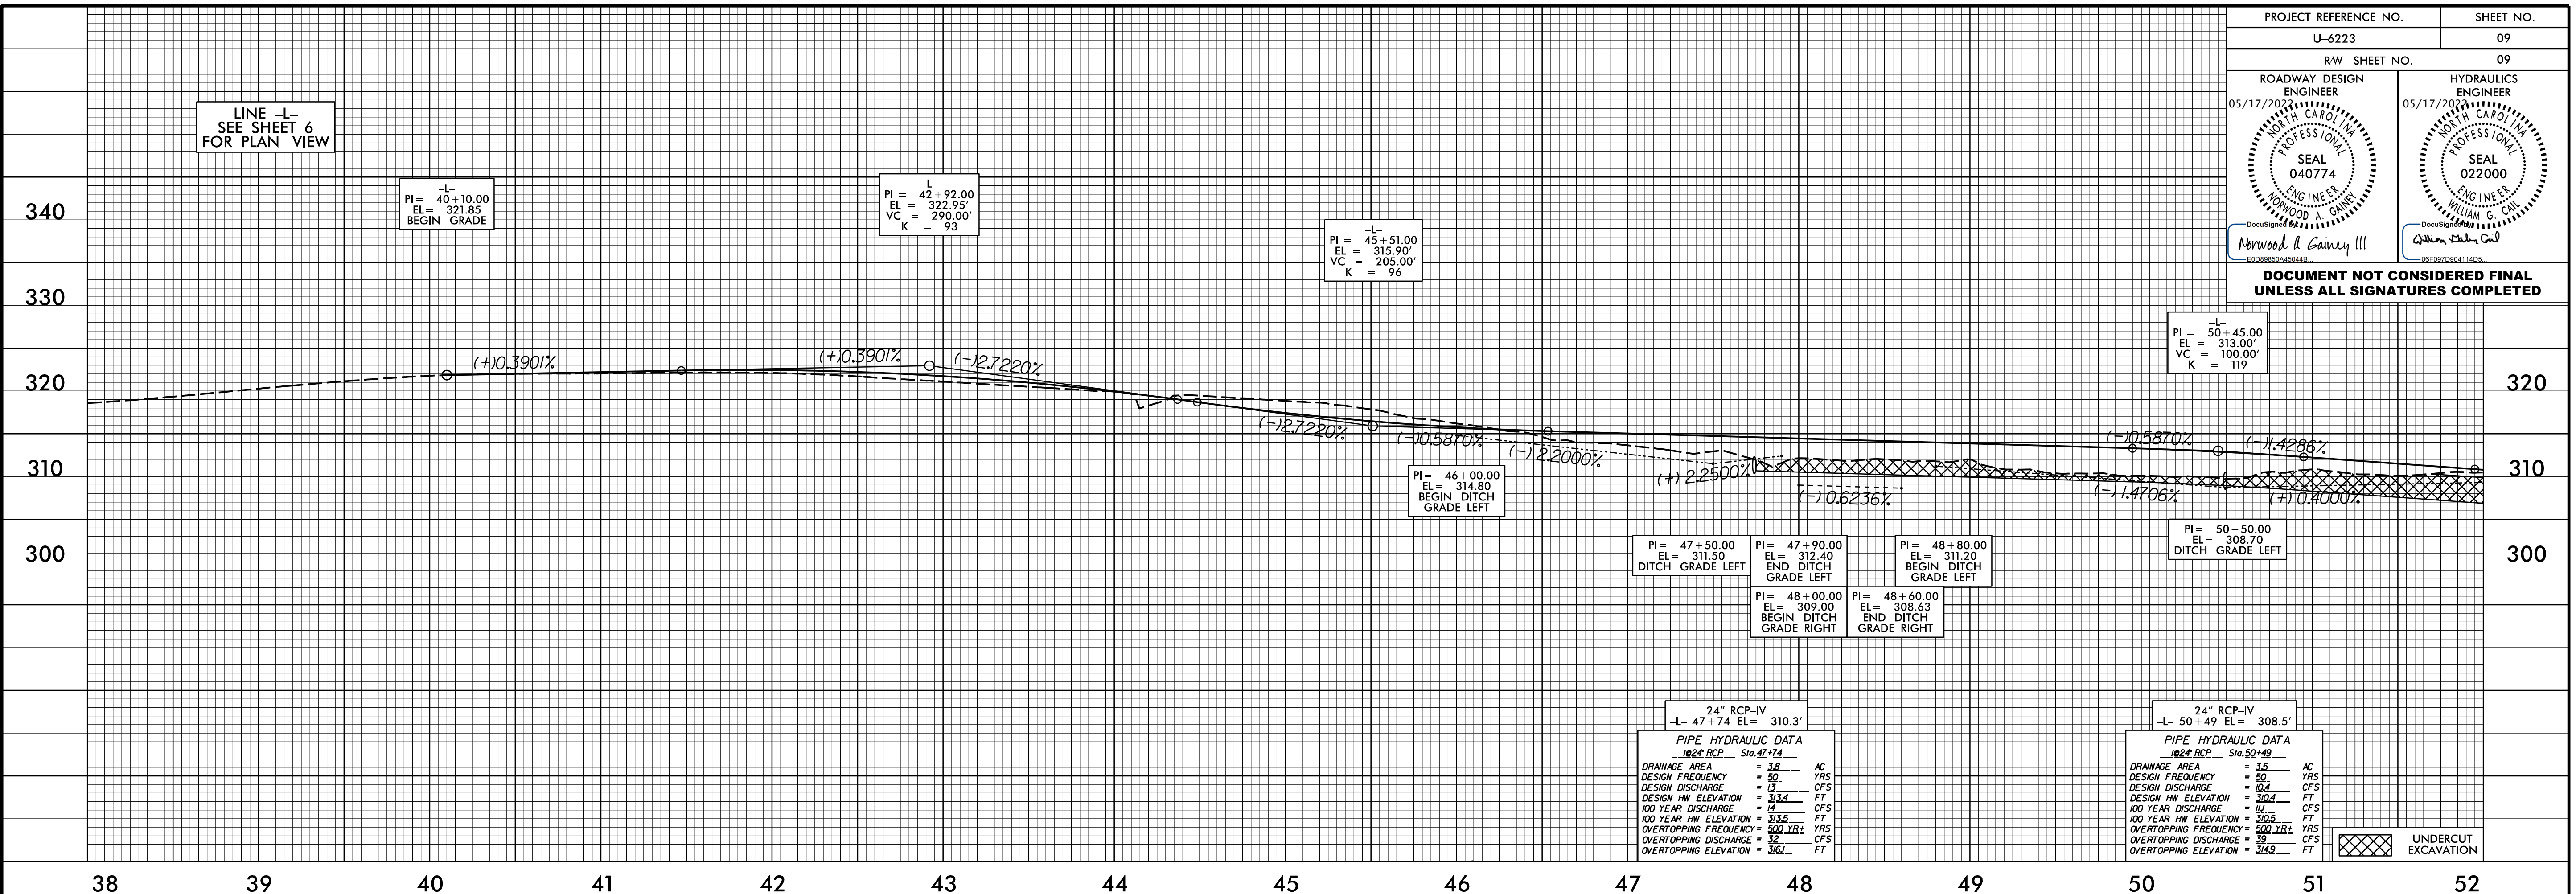 PROJECT REFERENCE NO. SHEET NO.
U-6223 09
RW SHEET NO. 09
ROADWAY DESIGN ENGINEER
HYDRAULICS ENGINEER
05/17/2022
NORTH CAROLINA
PROFESSIONAL
SEAL
040774
ENGINEER
NORWOOD A. GAINEY
DocuSigned by:
Norwood A Gainey III
E0D89850A45044B...
05/17/2022
NORTH CAROLINA
PROFESSIONAL
SEAL
022000
ENGINEER
WILLIAM G. CAIL
DocuSigned by:
06F097D904114D5...
DOCUMENT NOT CONSIDERED FINAL
UNLESS ALL SIGNATURES COMPLETED
LINE -L-
SEE SHEET 6
FOR PLAN VIEW
-L-
PI = 40+10.00
EL = 321.85
BEGIN GRADE
-L-
PI = 42+92.00
EL = 322.95'
VC = 290.00'
K = 93
-L-
PI = 45+51.00
EL = 315.90'
VC = 205.00'
K = 96
-L-
PI = 50+45.00
EL = 313.00'
VC = 100.00'
K = 119
340
330
320
310
300
320
310
300
(+)0.3901%
(+)0.3901%
(-)2.7220%
(-)2.7220%
(-)0.5870%
(-)2.2000%
(+)2.2500%
(-)0.6236%
(-)0.5870%
(-)1.4286%
(-)1.4706%
(+)0.4000%
PI = 46+00.00
EL = 314.80
BEGIN DITCH
GRADE LEFT
PI = 47+50.00
EL = 311.50
DITCH GRADE LEFT
PI = 47+90.00
EL = 312.40
END DITCH
GRADE LEFT
PI = 48+80.00
EL = 311.20
BEGIN DITCH
GRADE LEFT
PI = 48+00.00
EL = 309.00
BEGIN DITCH
GRADE RIGHT
PI = 48+60.00
EL = 308.63
END DITCH
GRADE RIGHT
PI = 50+50.00
EL = 308.70
DITCH GRADE LEFT
24" RCP-IV
-L- 47+74 EL = 310.3'
PIPE HYDRAULIC DATA
1@24" RCP Sta. 47+74
DRAINAGE AREA = 3.8 AC
DESIGN FREQUENCY = 50 YRS
DESIGN DISCHARGE = 13 CFS
DESIGN HW ELEVATION = 313.4 FT
100 YEAR DISCHARGE = 14 CFS
100 YEAR HW ELEVATION = 313.5 FT
OVERTOPPING FREQUENCY = 500 YR+ YRS
OVERTOPPING DISCHARGE = 32 CFS
OVERTOPPING ELEVATION = 316.1 FT
24" RCP-IV
-L- 50+49 EL = 308.5'
PIPE HYDRAULIC DATA
1@24" RCP Sta. 50+49
DRAINAGE AREA = 3.5 AC
DESIGN FREQUENCY = 50 YRS
DESIGN DISCHARGE = 10.4 CFS
DESIGN HW ELEVATION = 310.4 FT
100 YEAR DISCHARGE = 11.1 CFS
100 YEAR HW ELEVATION = 310.5 FT
OVERTOPPING FREQUENCY = 500 YR+ YRS
OVERTOPPING DISCHARGE = 39 CFS
OVERTOPPING ELEVATION = 314.9 FT
UNDERCUT
EXCAVATION
38 39 40 41 42 43 44 45 46 47 48 49 50 51 52